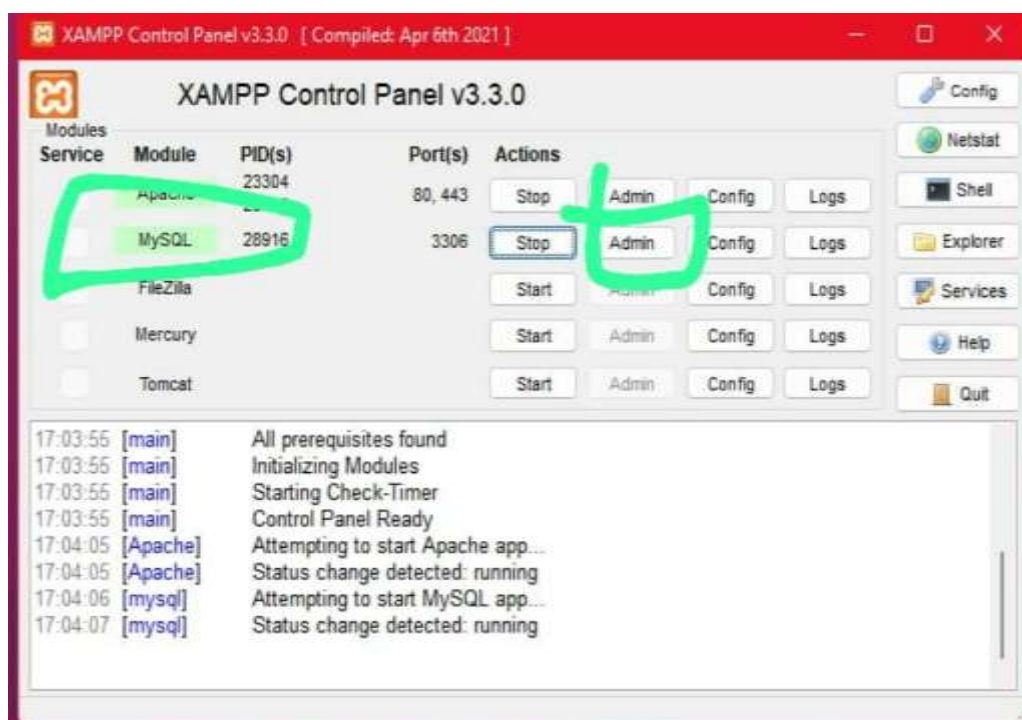 XAMPP Control Panel v3.3.0 [ Compiled: Apr 6th 2021 ]
XAMPP Control Panel v3.3.0
Config
Modules
Service Module PID(s) Port(s) Actions
Netstat
23304
Apache 80, 443 Stop Admin Config Logs
Shell
MySQL 28916 3306 Stop Admin Config Logs
Explorer
FileZilla Start Admin Config Logs
Services
Mercury Start Admin Config Logs
Help
Tomcat Start Admin Config Logs
Quit
17:03:55 [main] All prerequisites found
17:03:55 [main] Initializing Modules
17:03:55 [main] Starting Check-Timer
17:03:55 [main] Control Panel Ready
17:04:05 [Apache] Attempting to start Apache app...
17:04:05 [Apache] Status change detected: running
17:04:06 [mysql] Attempting to start MySQL app...
17:04:07 [mysql] Status change detected: running